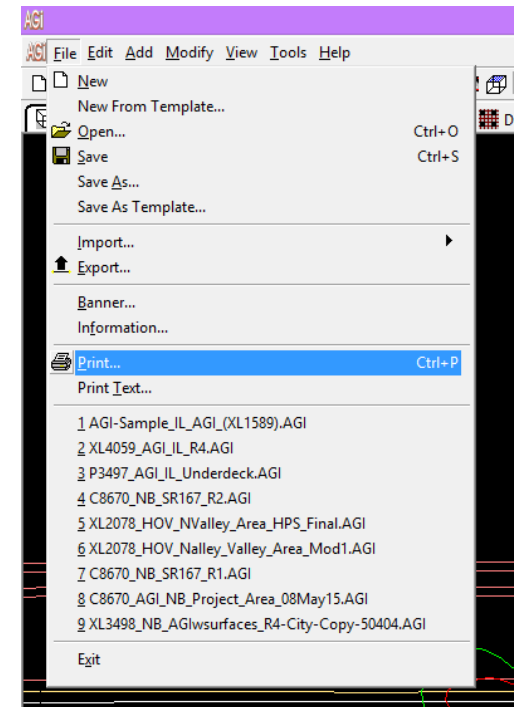 AGi
AGI File Edit Add Modify View Tools Help
New
New From Template...
Open... Ctrl+O
Save Ctrl+S
Save As...
Save As Template...
Import...
Export...
Banner...
Information...
Print... Ctrl+P
Print Text...
1 AGI-Sample_IL_AGI_(XL1589).AGI
2 XL4059_AGI_IL_R4.AGI
3 P3497_AGI_IL_Underdeck.AGI
4 C8670_NB_SR167_R2.AGI
5 XL2078_HOV_NValley_Area_HPS_Final.AGI
6 XL2078_HOV_Nalley_Valley_Area_Mod1.AGI
7 C8670_NB_SR167_R1.AGI
8 C8670_AGI_NB_Project_Area_08May15.AGI
9 XL3498_NB_AGIwsurfaces_R4-City-Copy-50404.AGI
Exit